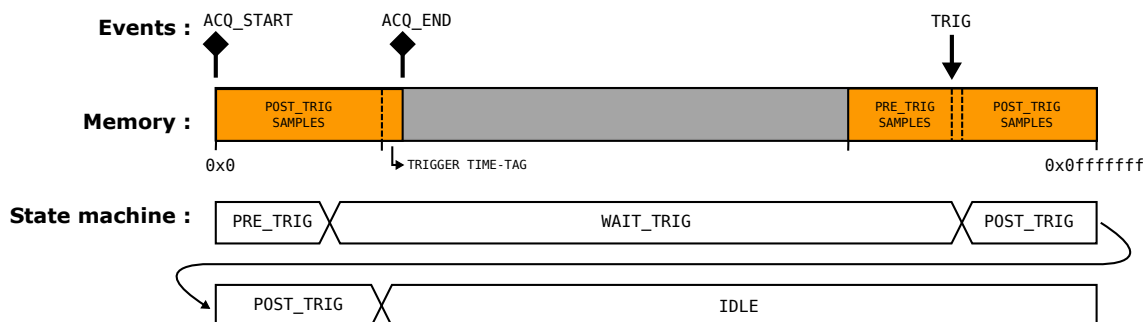 Events :
ACQ_START
ACQ_END
TRIG
Memory :
POST_TRIG
SAMPLES
PRE_TRIG
SAMPLES
POST_TRIG
SAMPLES
0x0
TRIGGER TIME-TAG
0x0fffffff
State machine :
PRE_TRIG
WAIT_TRIG
POST_TRIG
POST_TRIG
IDLE